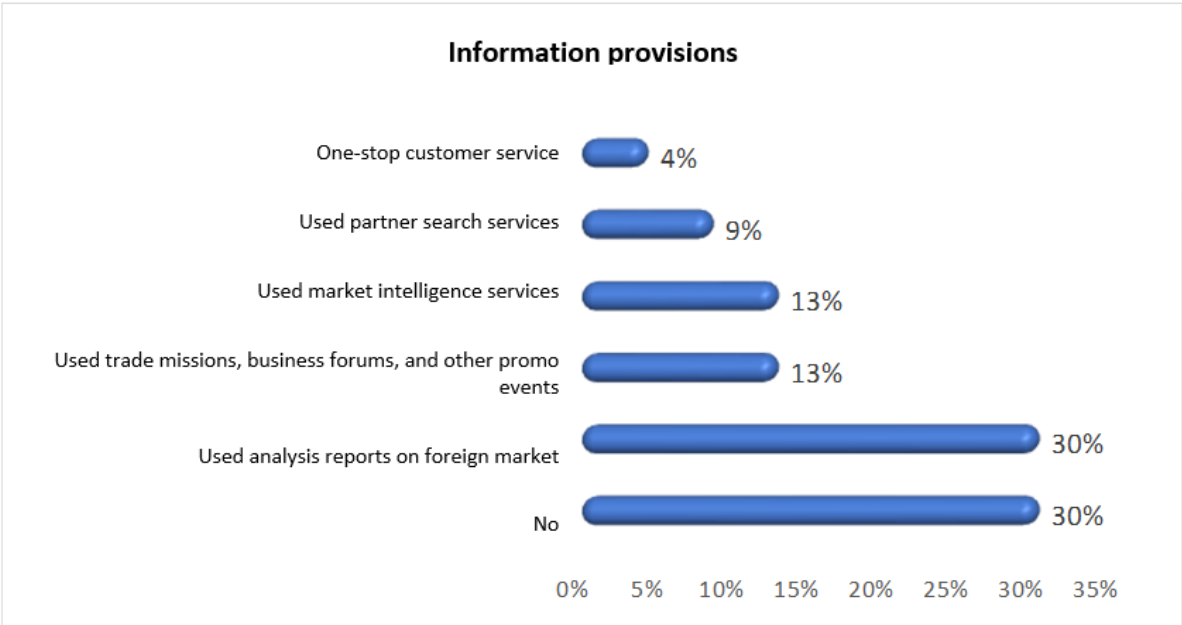 Information provisions
One-stop customer service
4%
Used partner search services
9%
Used market intelligence services
13%
Used trade missions, business forums, and other promo
events
13%
Used analysis reports on foreign market
30%
No
30%
0% 5% 10% 15% 20% 25% 30% 35%